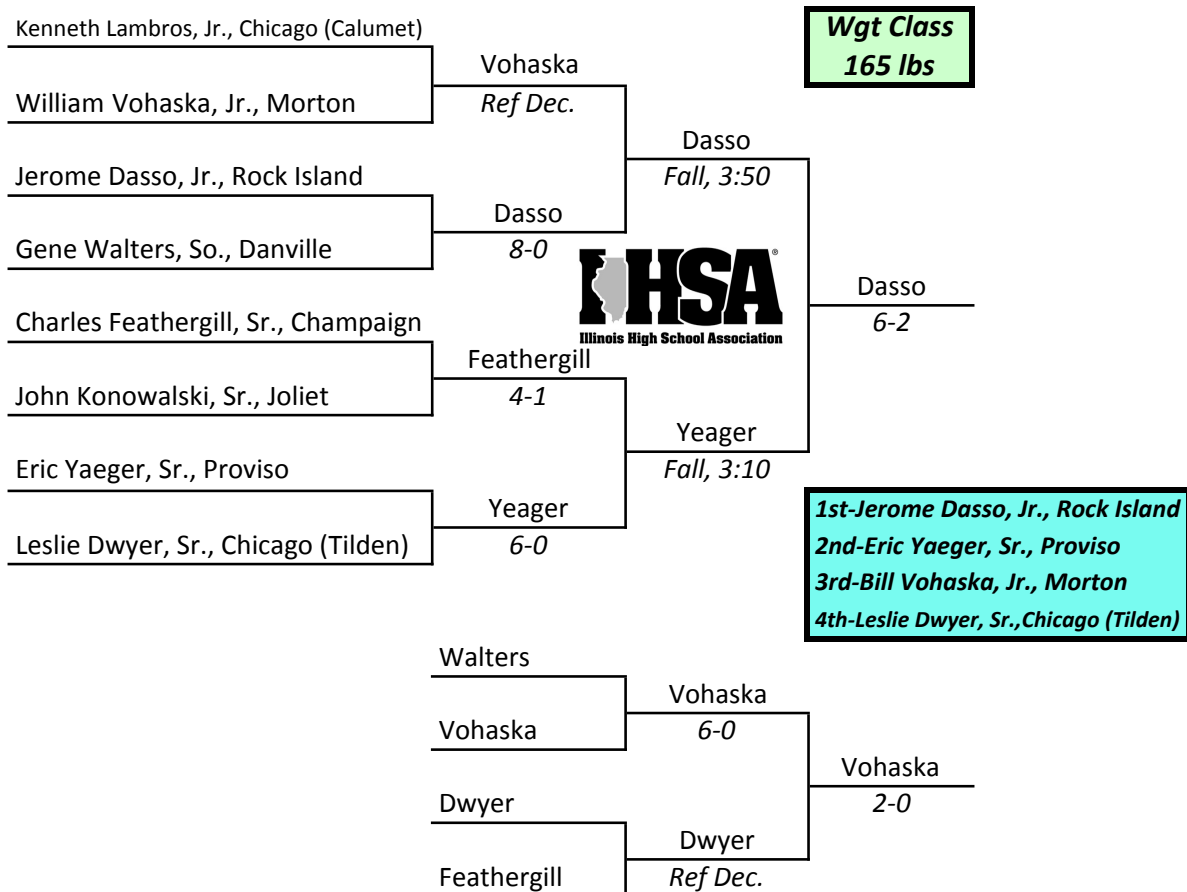 Kenneth Lambros, Jr., Chicago (Calumet)
Wgt Class
165 lbs
Vohaska
William Vohaska, Jr., Morton
Ref Dec.
Dasso
Jerome Dasso, Jr., Rock Island
Fall, 3:50
Dasso
Gene Walters, So., Danville
8-0
IHSA®
Illinois High School Association
Dasso
6-2
Charles Feathergill, Sr., Champaign
Feathergill
John Konowalski, Sr., Joliet
4-1
Yeager
Fall, 3:10
Eric Yaeger, Sr., Proviso
Yeager
Leslie Dwyer, Sr., Chicago (Tilden)
6-0
1st-Jerome Dasso, Jr., Rock Island
2nd-Eric Yaeger, Sr., Proviso
3rd-Bill Vohaska, Jr., Morton
4th-Leslie Dwyer, Sr.,Chicago (Tilden)
Walters
Vohaska
Vohaska
6-0
Vohaska
2-0
Dwyer
Dwyer
Feathergill
Ref Dec.